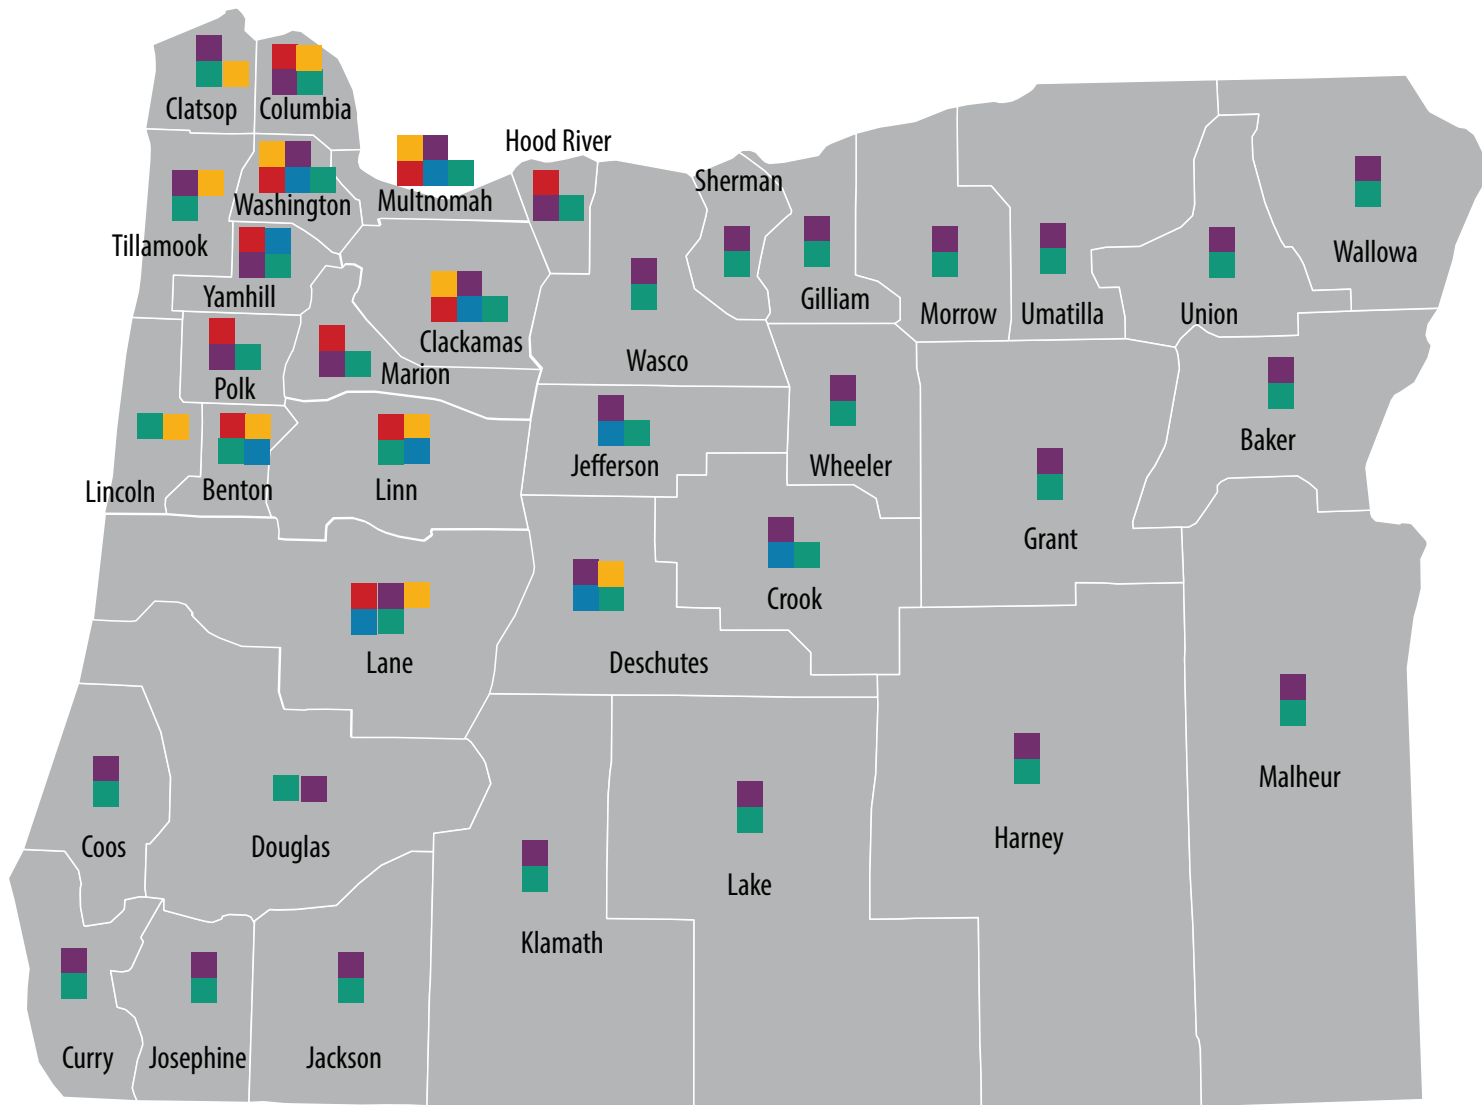 Clatsop
Columbia
Hood River
Washington
Multnomah
Sherman
Tillamook
Wallowa
Yamhill
Gilliam
Morrow
Umatilla
Union
Clackamas
Wasco
Marion
Polk
Baker
Jefferson
Wheeler
Lincoln
Benton
Linn
Grant
Crook
Lane
Deschutes
Malheur
Harney
Coos
Douglas
Lake
Klamath
Curry
Josephine
Jackson